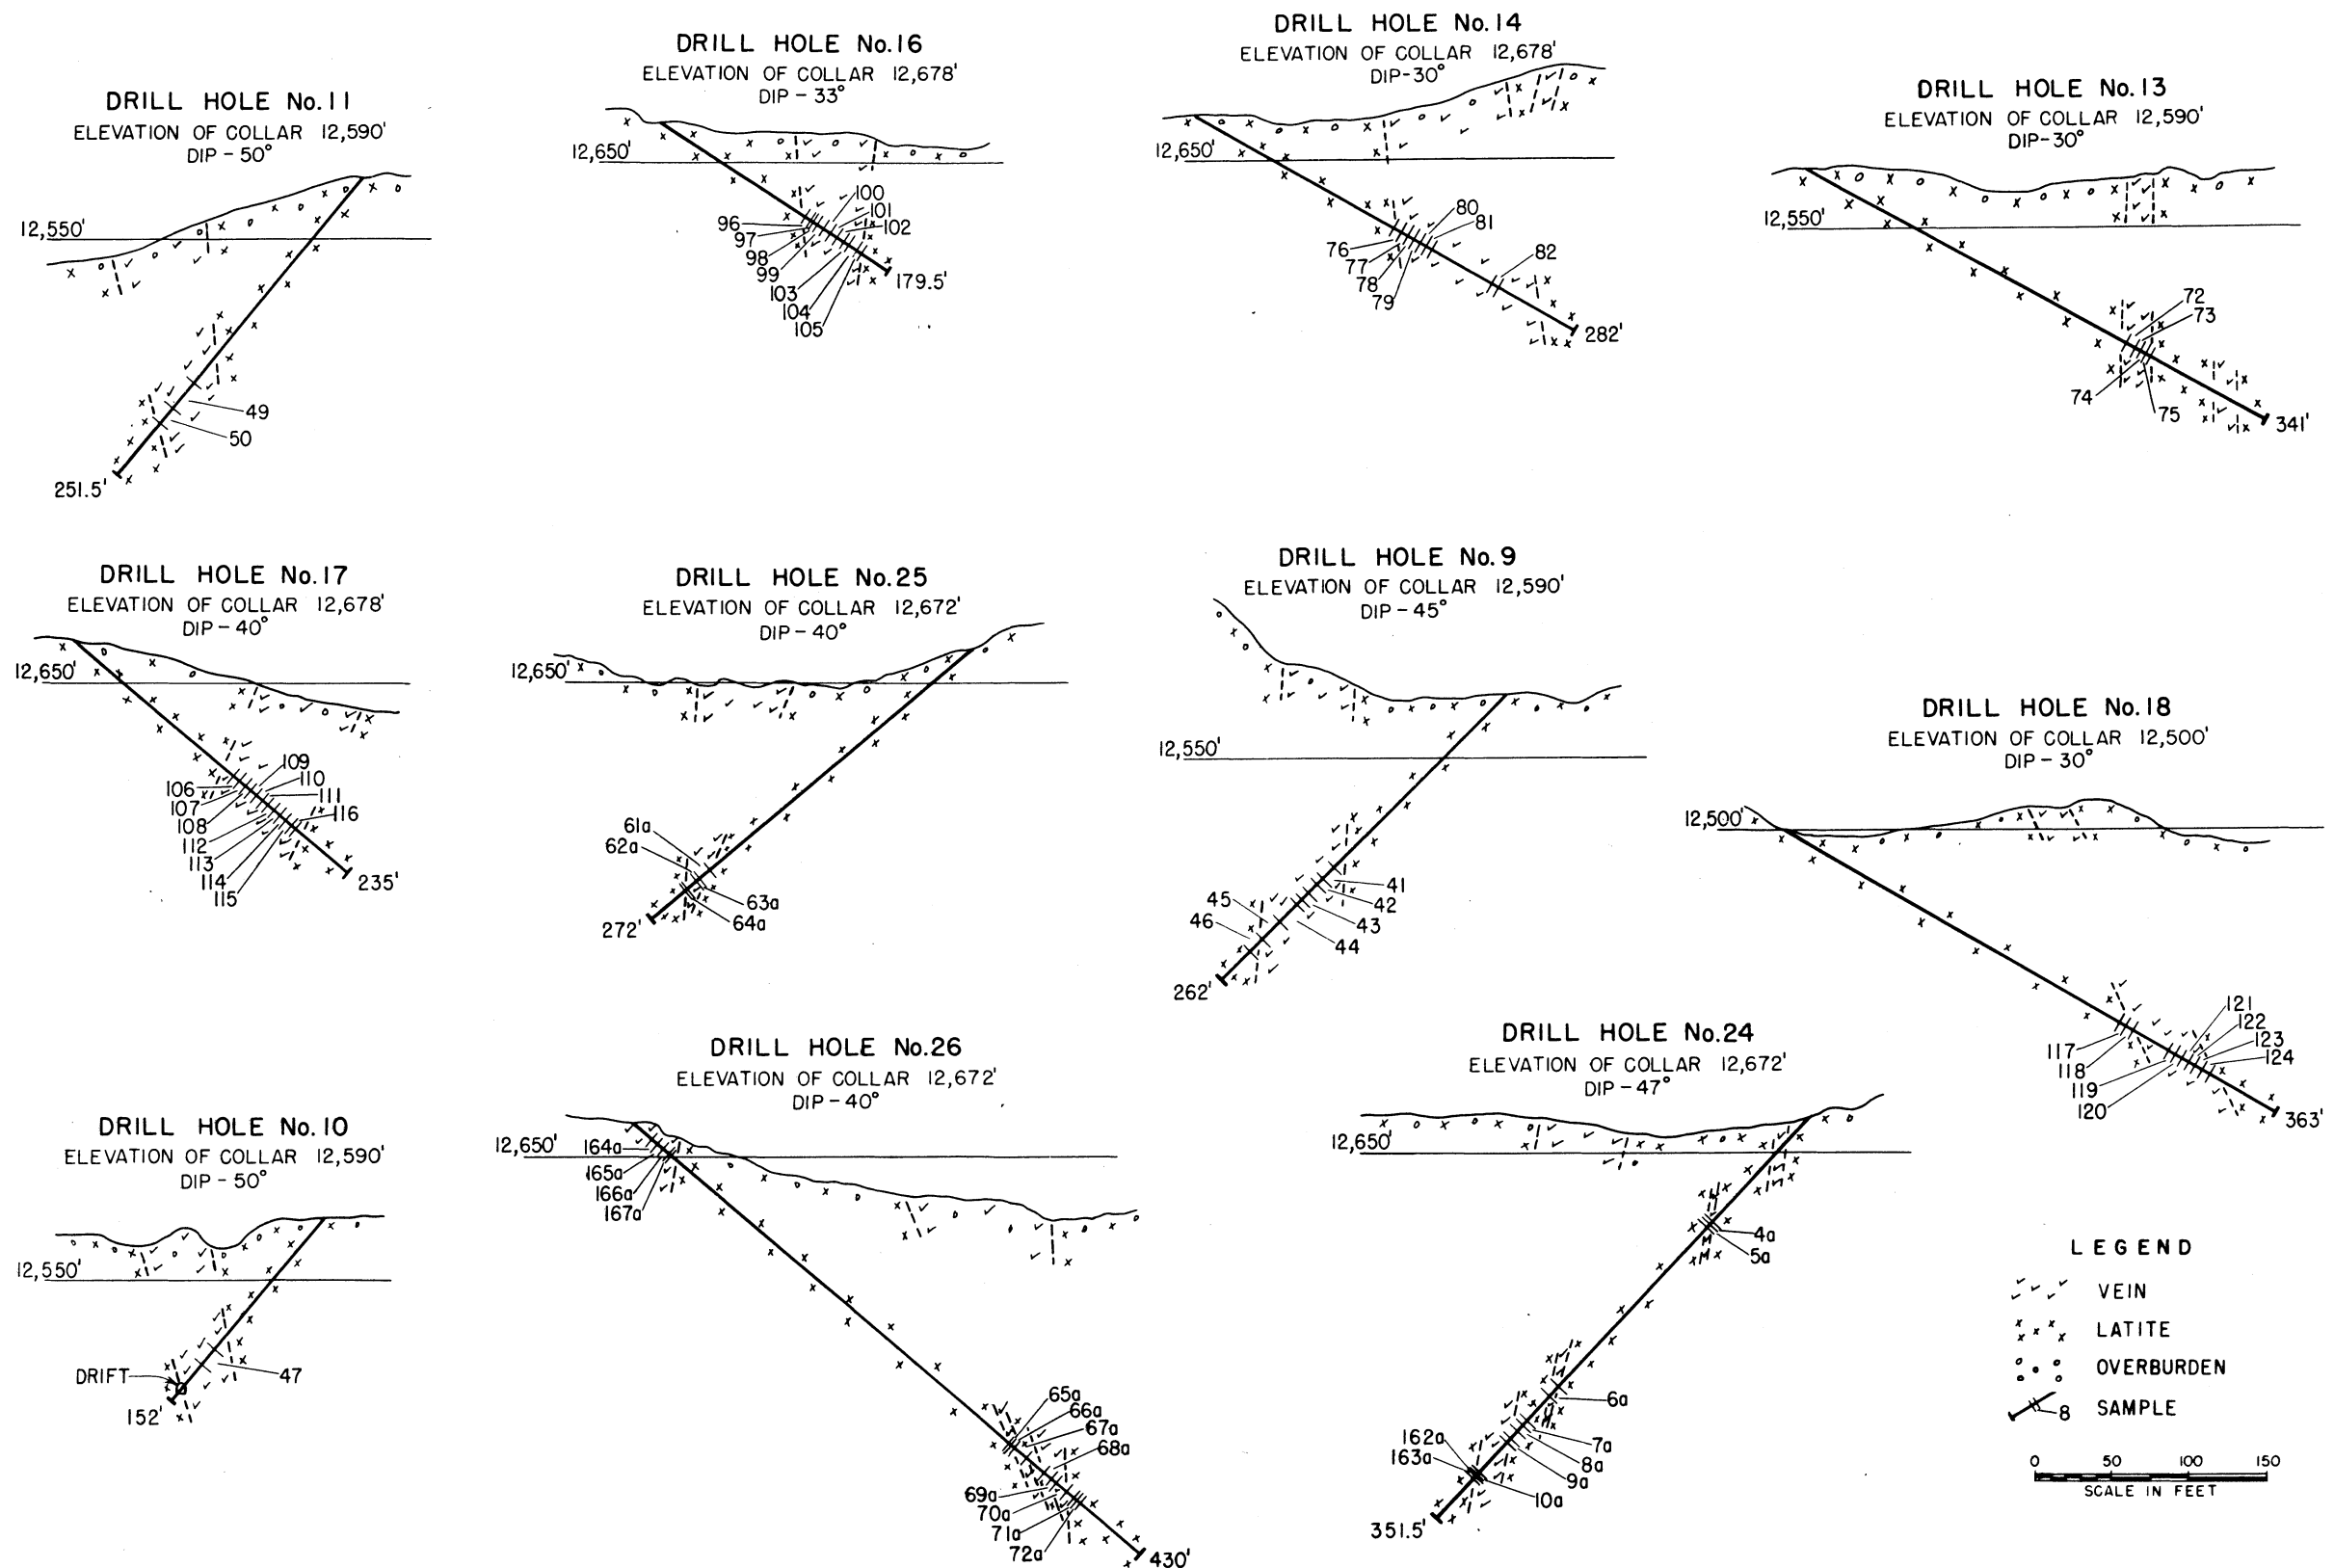 DRILL HOLE No.11
ELEVATION OF COLLAR 12,590'
DIP - 50°
12,550'
49
50
251.5'
DRILL HOLE No.16
ELEVATION OF COLLAR 12,678'
DIP - 33°
12,650'
100
101
102
96
97
98
99
103
104
105
179.5'
DRILL HOLE No.14
ELEVATION OF COLLAR 12,678'
DIP-30°
12,650'
80
81
82
76
77
78
79
282'
DRILL HOLE No.13
ELEVATION OF COLLAR 12,590'
DIP-30°
12,550'
72
73
74
75
341'
DRILL HOLE No.17
ELEVATION OF COLLAR 12,678'
DIP - 40°
12,650'
109
110
111
116
106
107
108
112
113
114
115
235'
DRILL HOLE No.25
ELEVATION OF COLLAR 12,672'
DIP - 40°
12,650'
61a
62a
63a
64a
272'
DRILL HOLE No.9
ELEVATION OF COLLAR 12,590'
DIP - 45°
12,550'
41
42
43
44
45
46
262'
DRILL HOLE No.18
ELEVATION OF COLLAR 12,500'
DIP - 30°
12,500'
121
122
123
124
117
118
119
120
363'
DRILL HOLE No.10
ELEVATION OF COLLAR 12,590'
DIP - 50°
12,550'
DRIFT
47
152'
DRILL HOLE No.26
ELEVATION OF COLLAR 12,672'
DIP - 40°
12,650'
164a
165a
166a
167a
65a
66a
67a
68a
69a
70a
71a
72a
430'
DRILL HOLE No.24
ELEVATION OF COLLAR 12,672'
DIP - 47°
12,650'
4a
5a
6a
7a
8a
9a
10a
162a
163a
351.5'
LEGEND
VEIN
LATITE
OVERBURDEN
8 SAMPLE
0 50 100 150
SCALE IN FEET